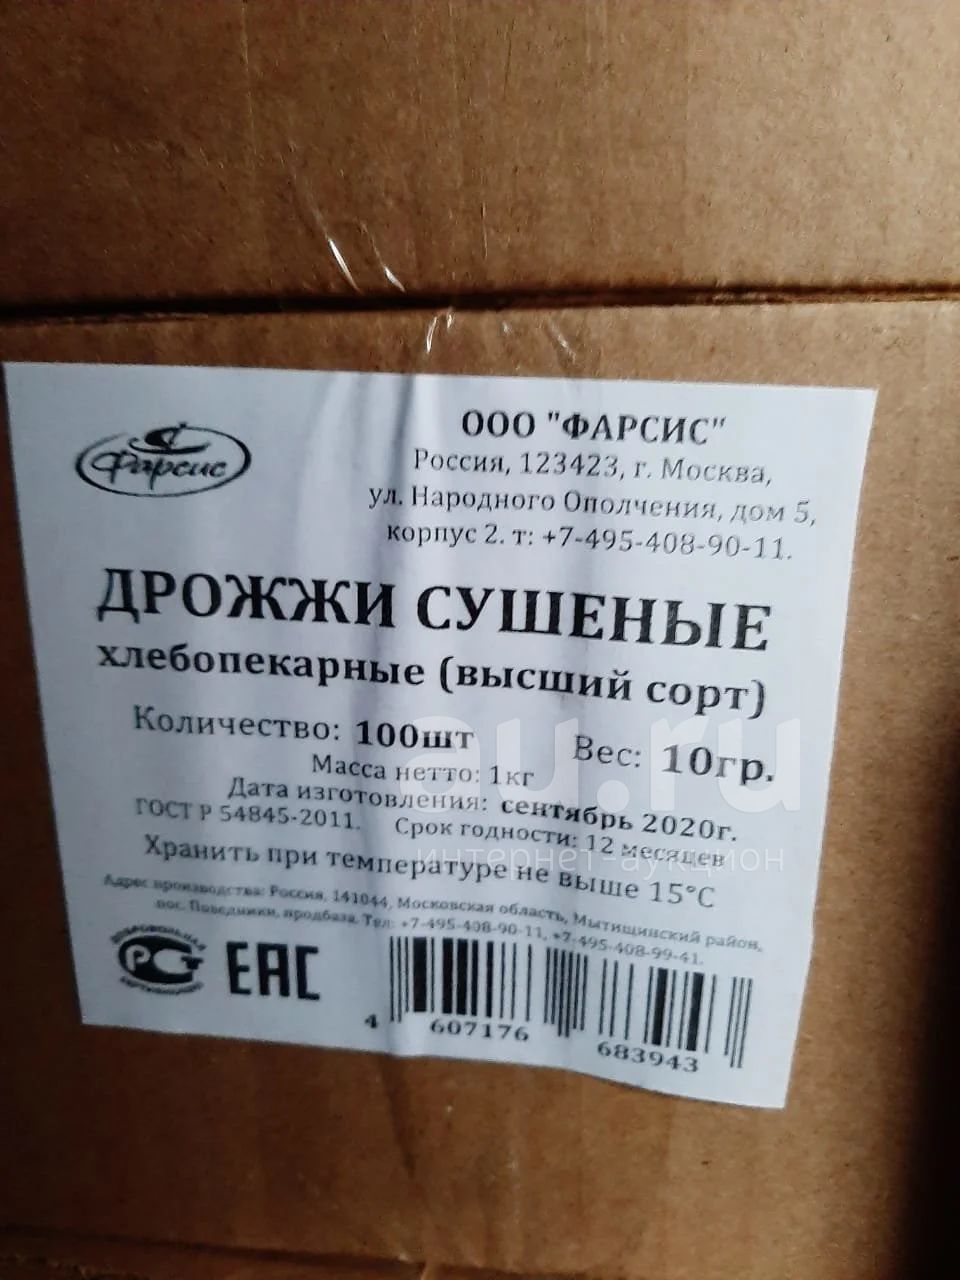 Фарсис
ООО "ФАРСИС"
Россия, 123423, г. Москва,
ул. Народного Ополчения, дом 5,
корпус 2. т: +7-495-408-90-11.
ДРОЖЖИ СУШЕНЫЕ
хлебопекарные (высший сорт)
Количество: 100шт Вес: 10гр.
Масса нетто: 1кг
Дата изготовления: сентябрь 2020г.
ГОСТ Р 54845-2011. Срок годности: 12 месяцев
Хранить при температуре не выше 15°С
Адрес производства: Россия, 141044, Московская область, Мытищинский район,
пос. Поведники, продбаза. Тел: +7-495-408-90-11, +7-495-408-99-41.
ДОБРОВОЛЬНАЯ
РСТ
СЕРТИФИКАЦИЯ
ЕАС
4 607176 683943
au.ru
интернет-аукцион